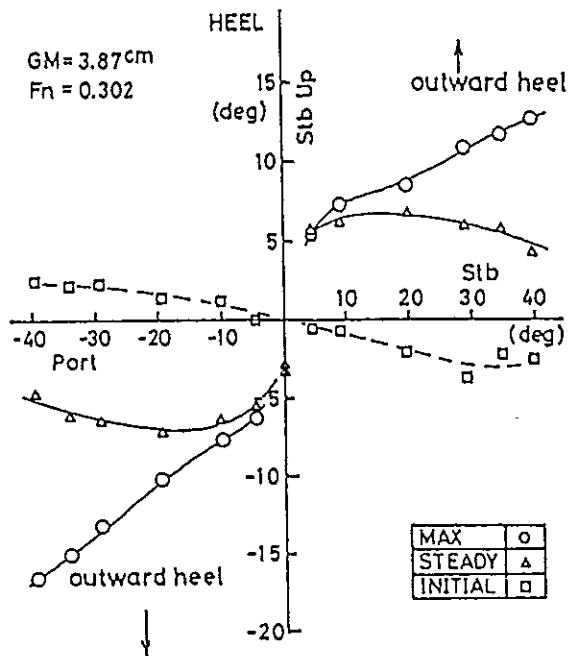 HEEL
GM=3.87cm
Fn = 0.302
15
(deg)
Stb Up
outward heel
10
5
Stb
-40 -30 -20 -10 0 10 20 30 40
Port
(deg)
-5
-10
-15
outward heel
-20
MAX
STEADY
INITIAL